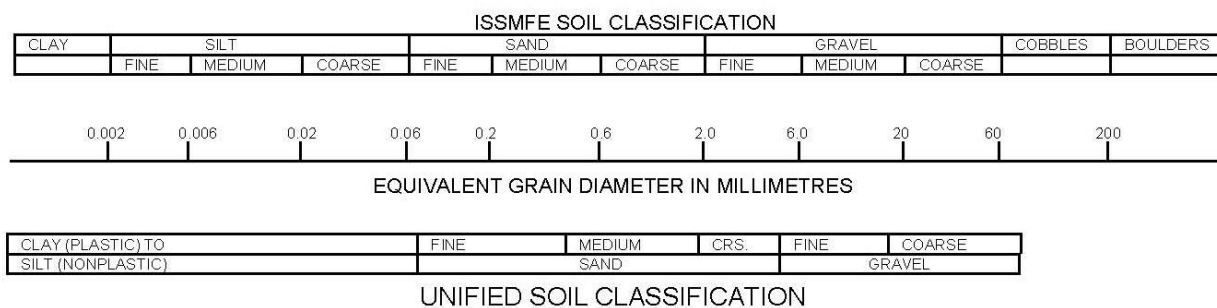 ISSMFE SOIL CLASSIFICATION
CLAY SILT SAND GRAVEL COBBLES BOULDERS
FINE MEDIUM COARSE FINE MEDIUM COARSE FINE MEDIUM COARSE
0.002 0.006 0.02 0.06 0.2 0.6 2.0 6.0 20 60 200
EQUIVALENT GRAIN DIAMETER IN MILLIMETRES
CLAY (PLASTIC) TO FINE MEDIUM CRS. FINE COARSE
SILT (NONPLASTIC) SAND GRAVEL
UNIFIED SOIL CLASSIFICATION